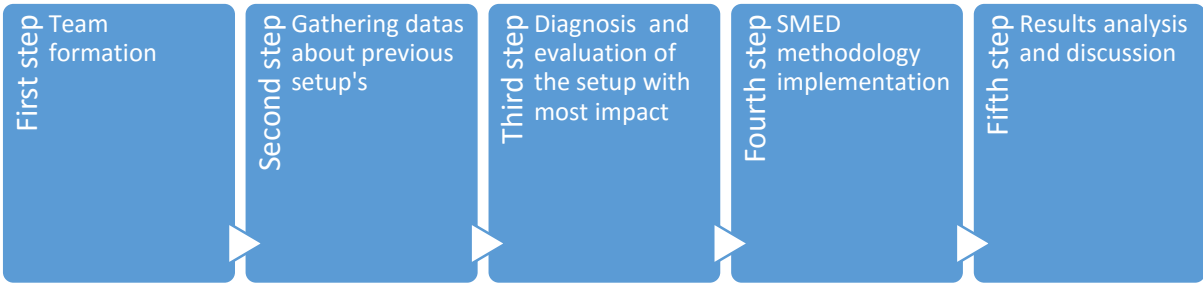 First step
Team
formation
Second step
Gathering datas
about previous
setup's
Third step
Diagnosis and
evaluation of
the setup with
most impact
Fourth step
SMED
methodology
implementation
Fifth step
Results analysis
and discussion